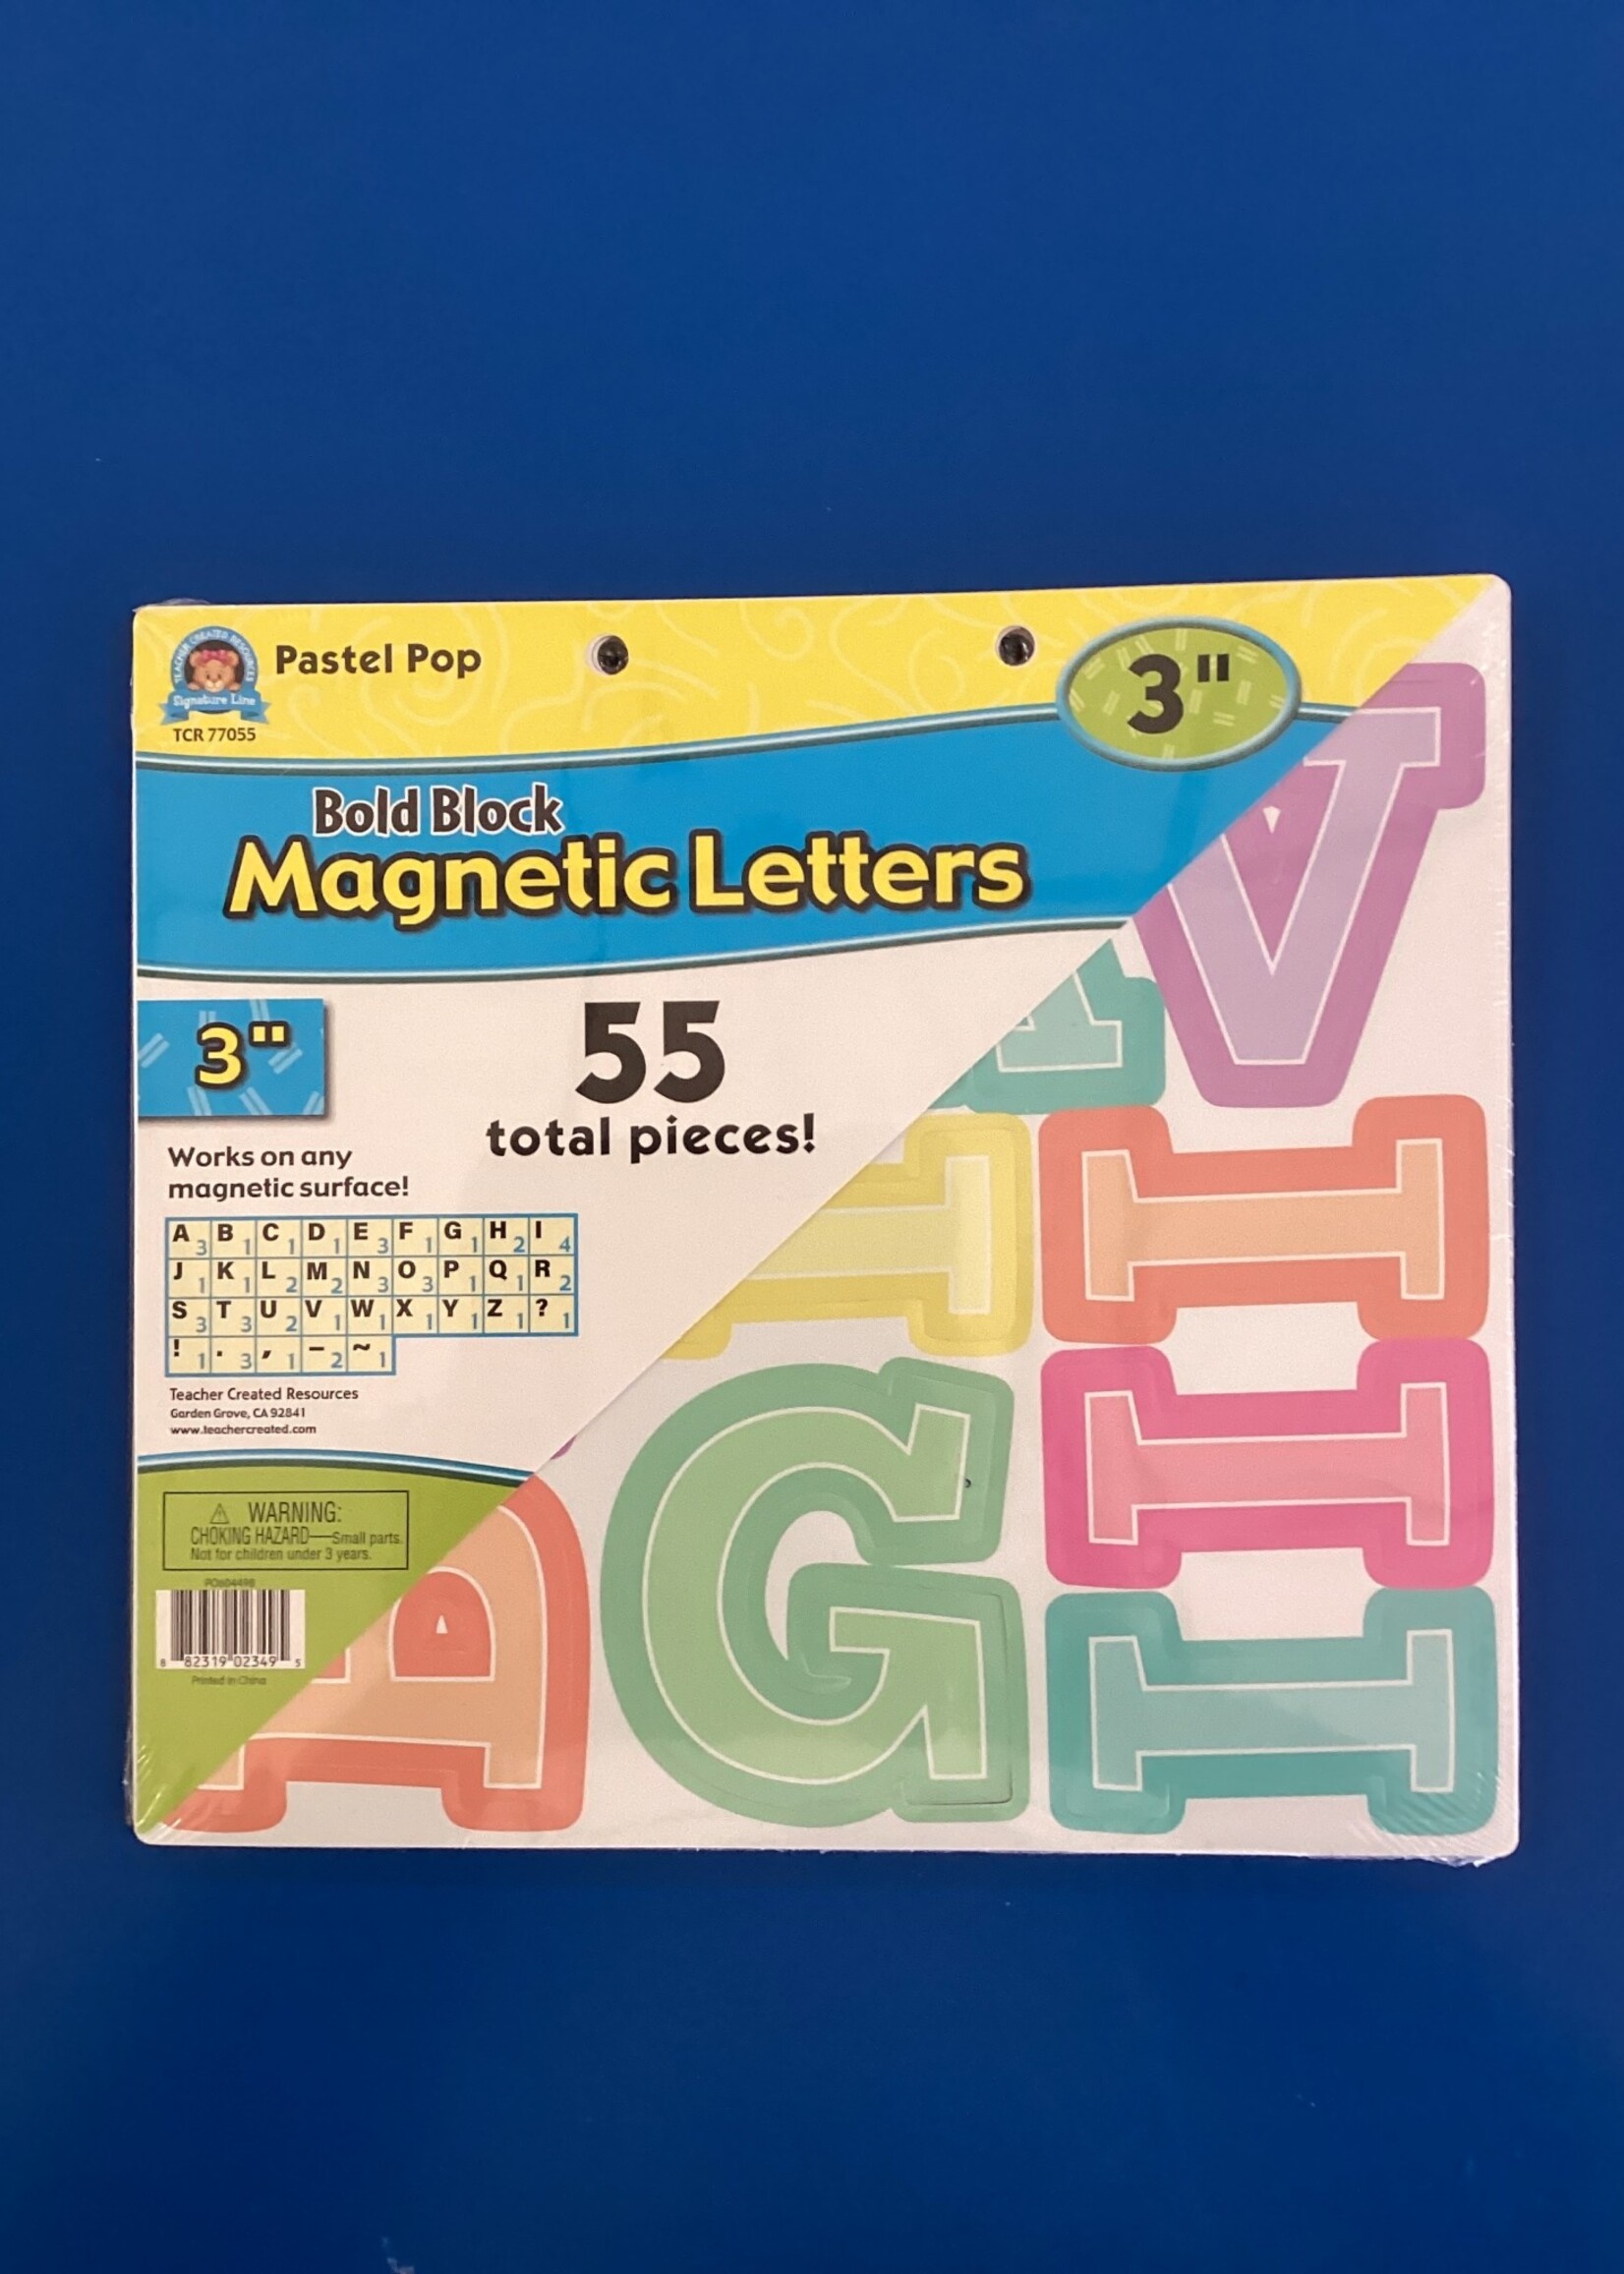 TEACHER CREATED RESOURCES
Signature Line
TCR 77055
Pastel Pop
3"
Bold Block
Magnetic Letters
3"
55
total pieces!
Works on any
magnetic surface!
A 3 B 1 C 1 D 1 E 3 F 1 G 1 H 2 I 4
J 1 K 1 L 2 M 2 N 3 O 3 P 1 Q 1 R 2
S 3 T 3 U 2 V 1 W 1 X 1 Y 1 Z 1 ? 1
! 1 . 3 , 1 – 2 ~ 1
Teacher Created Resources
Garden Grove, CA 92841
www.teachercreated.com
⚠ WARNING:
CHOKING HAZARD—Small parts.
Not for children under 3 years.
PO604498
8 82319 02349 5
Printed in China
V
I
G
I
I